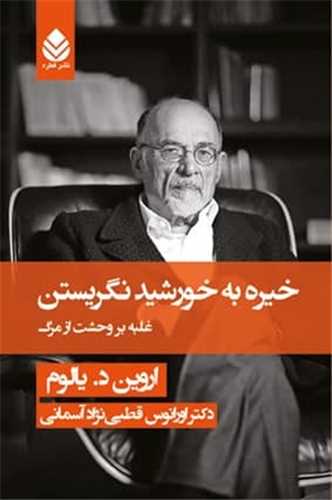 نشر قطره
خیره به خورشید نگریستن
غلبه بر وحشت از مرگ
اروین د. یالوم
دکتر اورانوس قطبی‌نژاد آسمانی